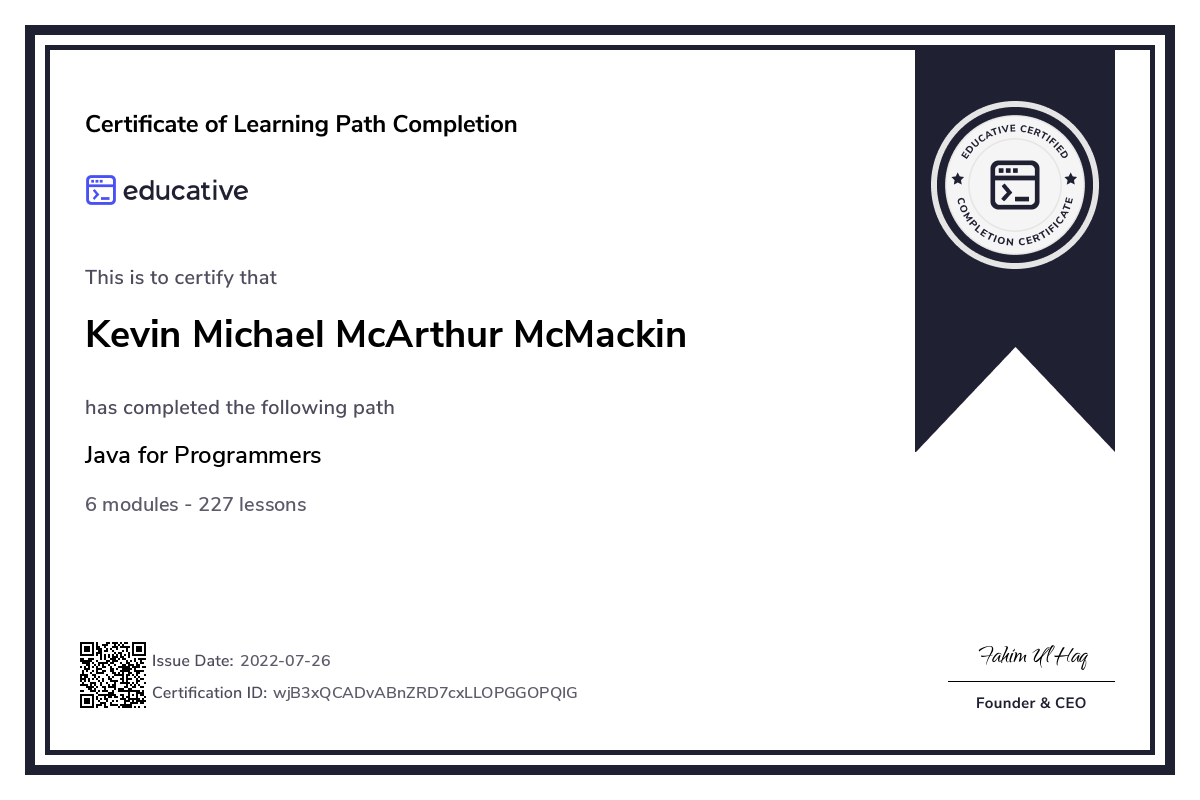 Certificate of Learning Path Completion
educative
This is to certify that
Kevin Michael McArthur McMackin
has completed the following path
Java for Programmers
6 modules - 227 lessons
Issue Date: 2022-07-26
Certification ID: wjB3xQCADvABnZRD7cxLLOPGGOPQIG
EDUCATIVE CERTIFIED
COMPLETION CERTIFICATE
Fahim Ul Haq
Founder & CEO